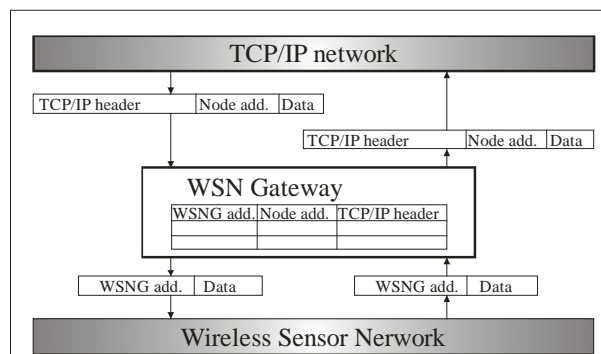 TCP/IP network
TCP/IP header Node add. Data
TCP/IP header Node add. Data
WSN Gateway
WSNG add. Node add. TCP/IP header
WSNG add. Data
WSNG add. Data
Wireless Sensor Nerwork